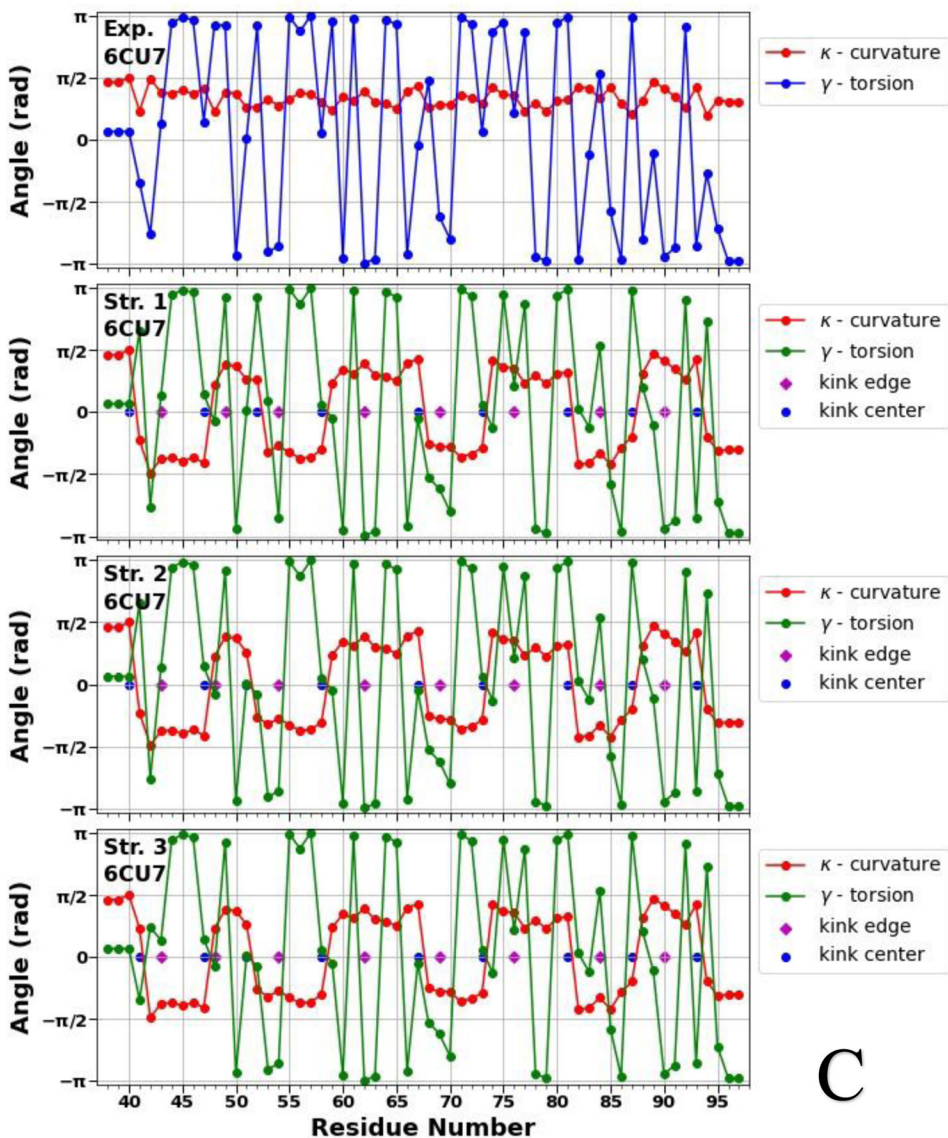 Exp.
6CU7
Angle (rad)
π
π/2
0
−π/2
−π
κ - curvature
γ - torsion
Str. 1
6CU7
Angle (rad)
π
π/2
0
−π/2
−π
κ - curvature
γ - torsion
kink edge
kink center
Str. 2
6CU7
Angle (rad)
π
π/2
0
−π/2
−π
κ - curvature
γ - torsion
kink edge
kink center
Str. 3
6CU7
Angle (rad)
π
π/2
0
−π/2
−π
κ - curvature
γ - torsion
kink edge
kink center
40 45 50 55 60 65 70 75 80 85 90 95
Residue Number
C